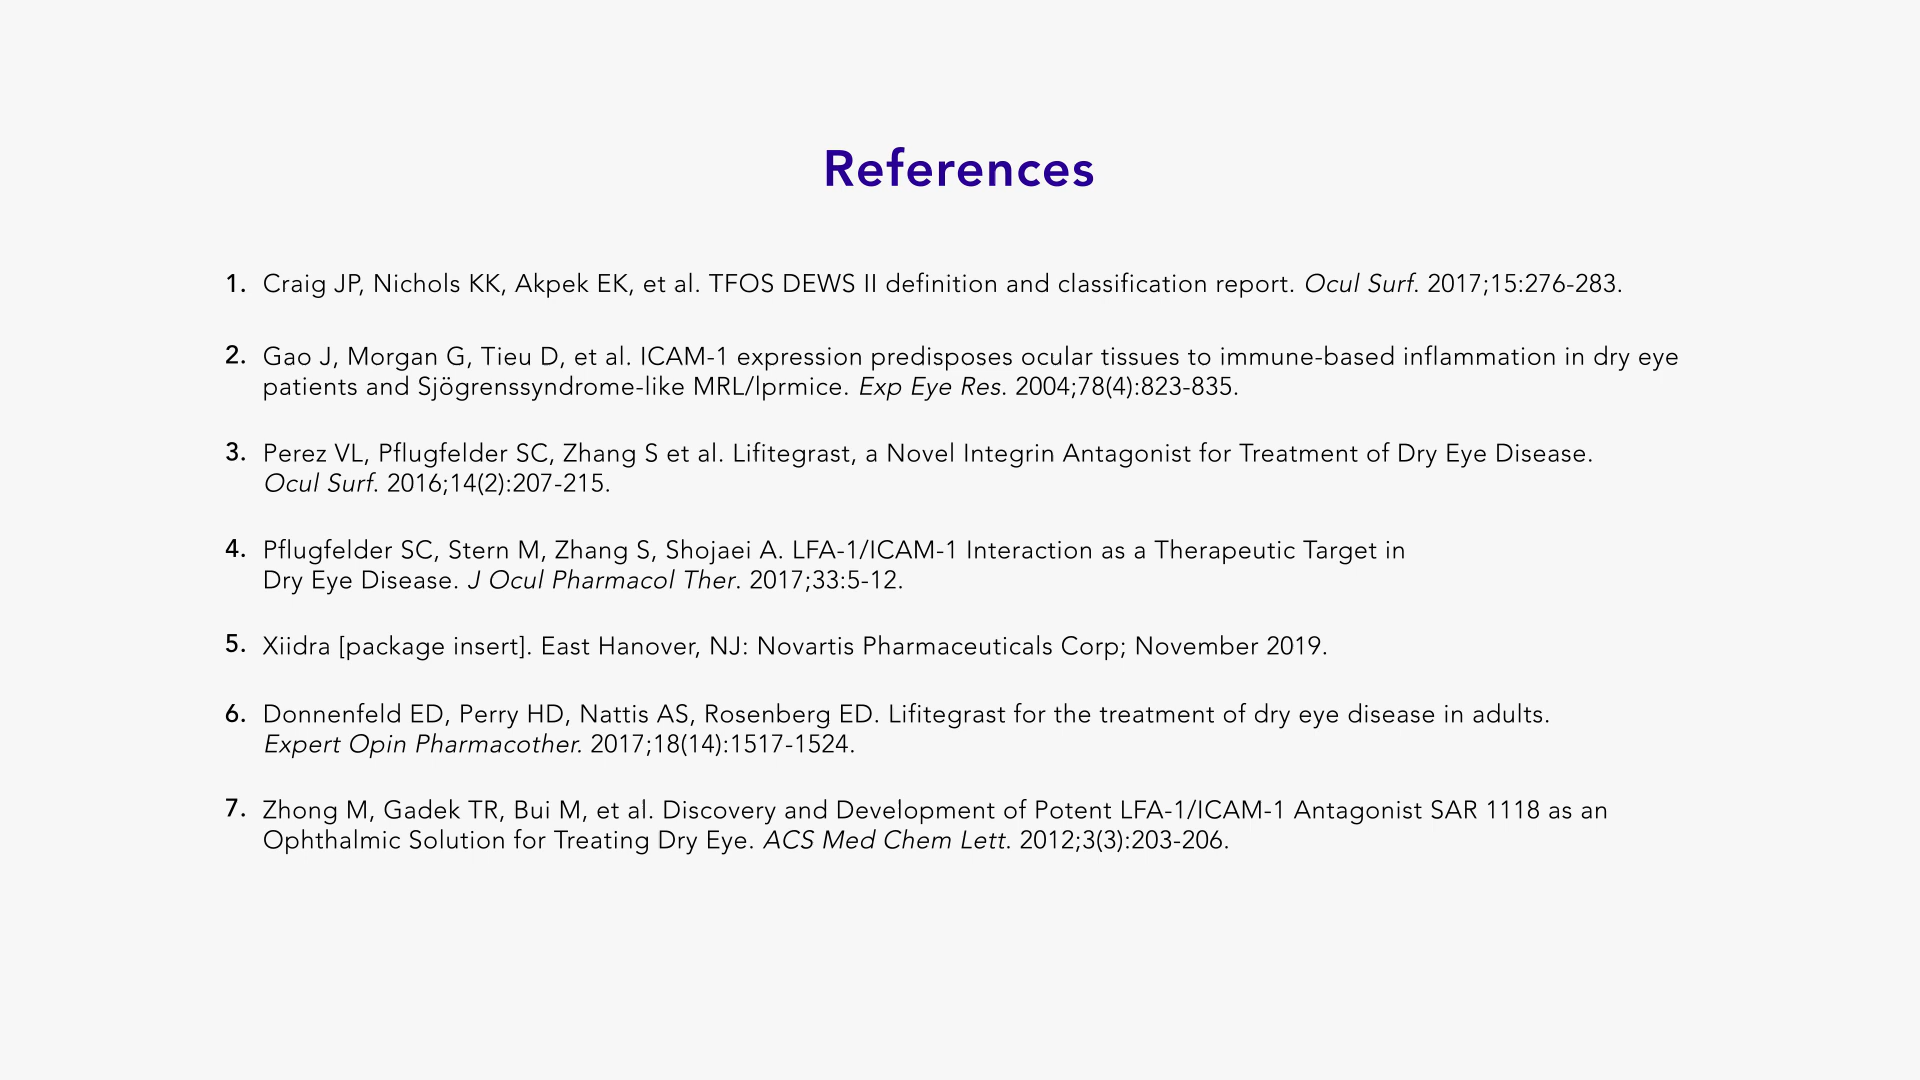 References
1. Craig JP, Nichols KK, Akpek EK, et al. TFOS DEWS II definition and classification report. Ocul Surf. 2017;15:276-283.
2. Gao J, Morgan G, Tieu D, et al. ICAM-1 expression predisposes ocular tissues to immune-based inflammation in dry eye
patients and Sjögrenssyndrome-like MRL/lprmice. Exp Eye Res. 2004;78(4):823-835.
3. Perez VL, Pflugfelder SC, Zhang S et al. Lifitegrast, a Novel Integrin Antagonist for Treatment of Dry Eye Disease.
Ocul Surf. 2016;14(2):207-215.
4. Pflugfelder SC, Stern M, Zhang S, Shojaei A. LFA-1/ICAM-1 Interaction as a Therapeutic Target in
Dry Eye Disease. J Ocul Pharmacol Ther. 2017;33:5-12.
5. Xiidra [package insert]. East Hanover, NJ: Novartis Pharmaceuticals Corp; November 2019.
6. Donnenfeld ED, Perry HD, Nattis AS, Rosenberg ED. Lifitegrast for the treatment of dry eye disease in adults.
Expert Opin Pharmacother. 2017;18(14):1517-1524.
7. Zhong M, Gadek TR, Bui M, et al. Discovery and Development of Potent LFA-1/ICAM-1 Antagonist SAR 1118 as an
Ophthalmic Solution for Treating Dry Eye. ACS Med Chem Lett. 2012;3(3):203-206.